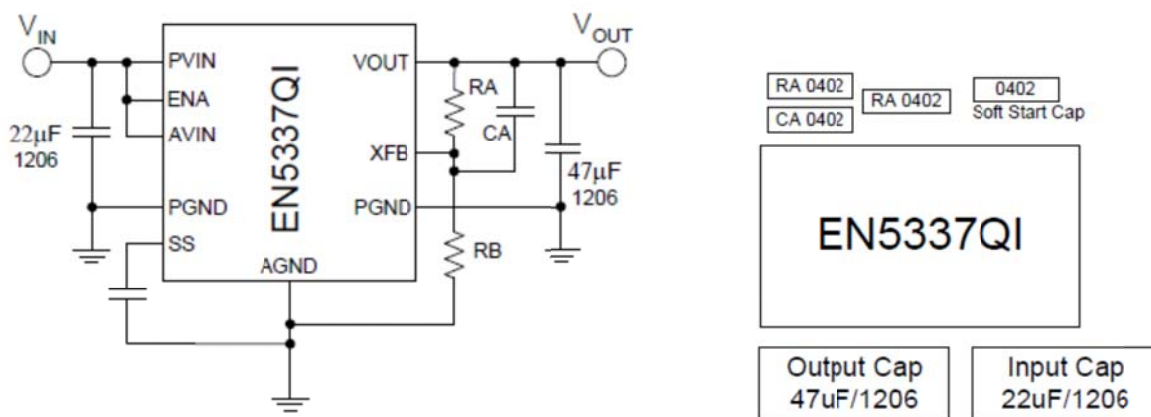 VIN
VOUT
PVIN
ENA
AVIN
PGND
SS
EN5337QI
AGND
VOUT
XFB
PGND
RA
CA
RB
22µF
1206
47µF
1206
RA 0402
CA 0402
RA 0402
0402
Soft Start Cap
EN5337QI
Output Cap
47uF/1206
Input Cap
22uF/1206